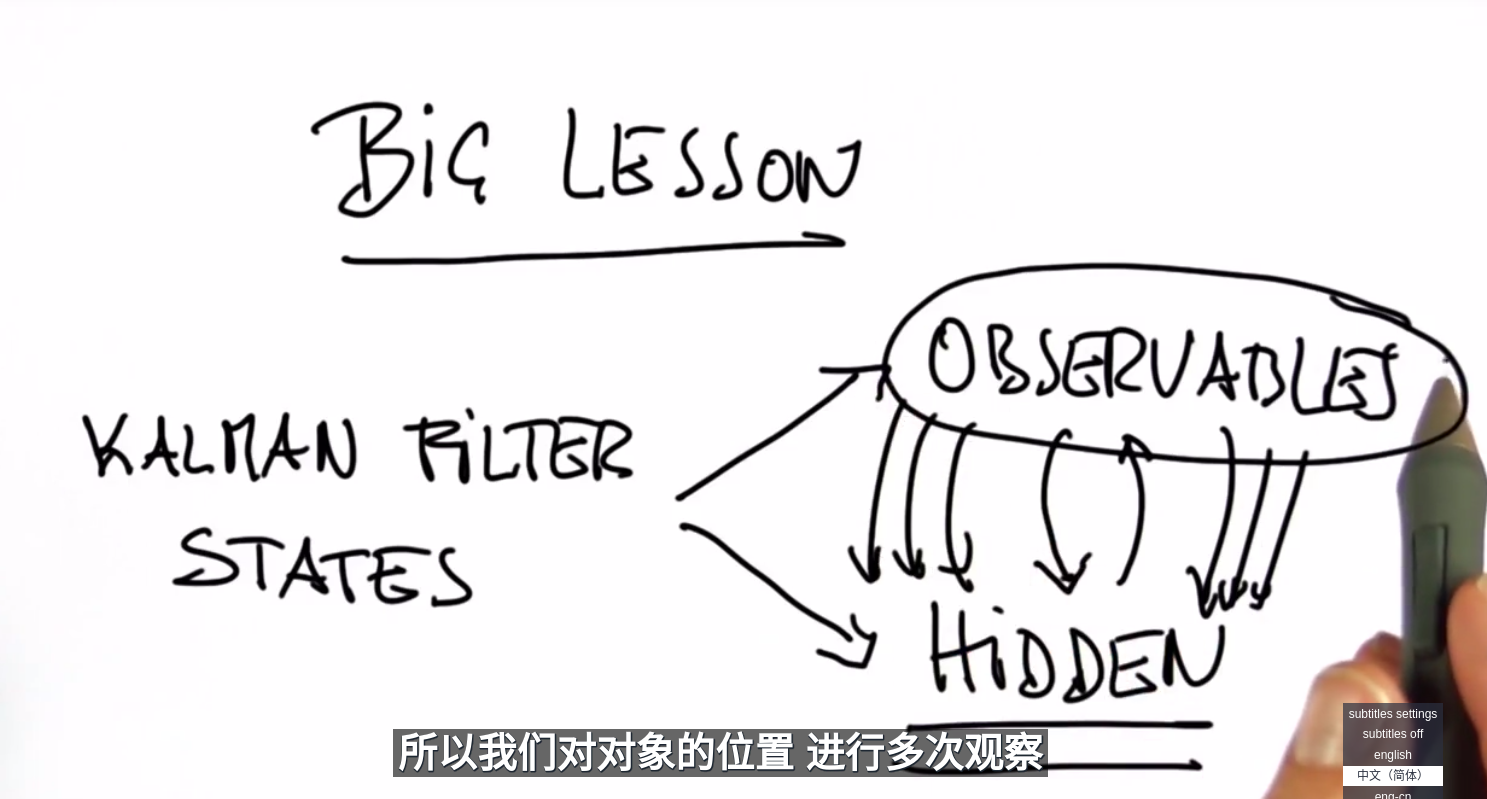 BIG LESSON
OBSERVABLES
KALMAN FILTER
STATES
HIDDEN
所以我们对对象的位置 进行多次观察
subtitles settings
subtitles off
english
中文（简体）
eng-cn